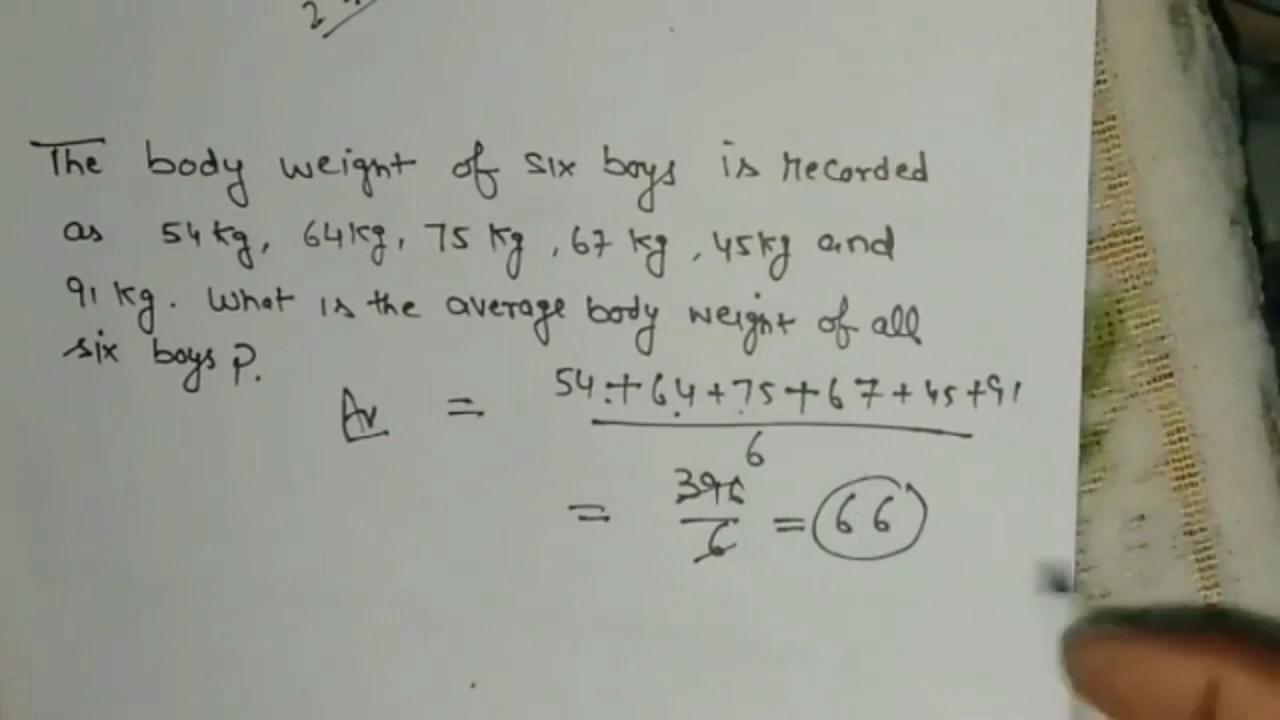 2
The body weight of six boys is recorded
as 54 kg, 64 kg, 75 kg, 67 kg, 45 kg and
91 kg. What is the average body weight of all
six boys ?.
Av = 54 + 64 + 75 + 67 + 45 + 91
6
= 396/6 = 66